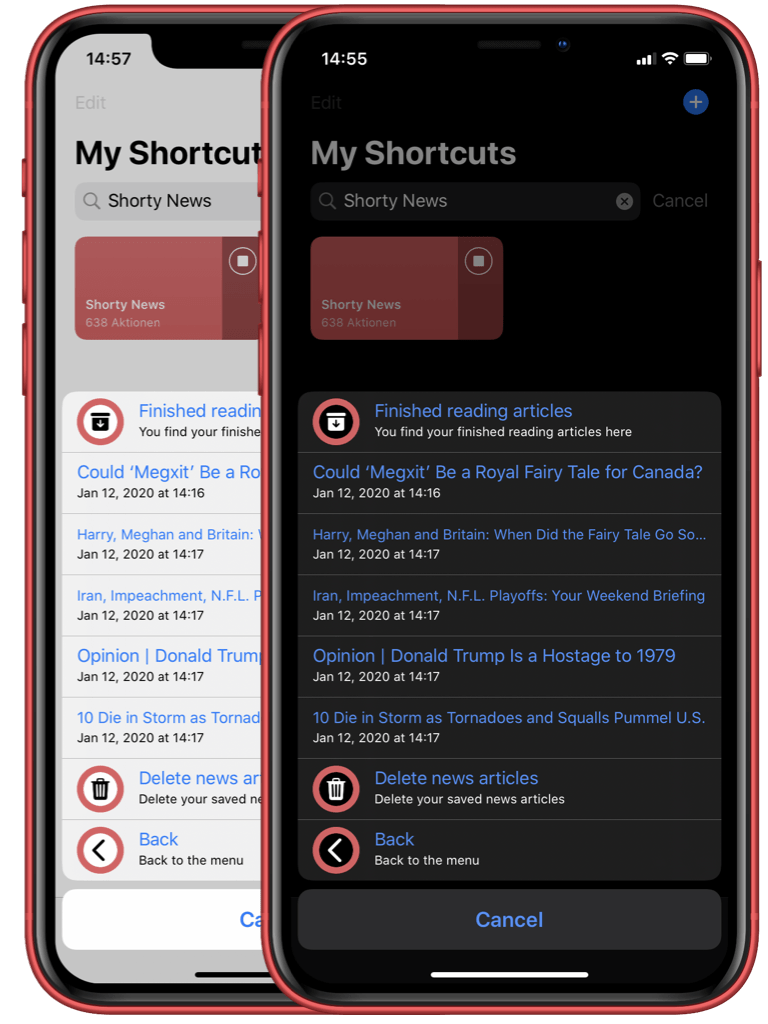 14:57
Edit
My Shortcut
Shorty News
Shorty News
638 Aktionen
Finished readin
You find your finishe
Could ‘Megxit’ Be a Ro
Jan 12, 2020 at 14:16
Harry, Meghan and Britain:
Jan 12, 2020 at 14:17
Iran, Impeachment, N.F.L. P
Jan 12, 2020 at 14:17
Opinion | Donald Trump
Jan 12, 2020 at 14:17
10 Die in Storm as Tornad
Jan 12, 2020 at 14:17
Delete news ar
Delete your saved ne
Back
Back to the menu
Ca
14:55
Edit
My Shortcuts
Shorty News
Cancel
Shorty News
638 Aktionen
Finished reading articles
You find your finished reading articles here
Could ‘Megxit’ Be a Royal Fairy Tale for Canada?
Jan 12, 2020 at 14:16
Harry, Meghan and Britain: When Did the Fairy Tale Go So...
Jan 12, 2020 at 14:17
Iran, Impeachment, N.F.L. Playoffs: Your Weekend Briefing
Jan 12, 2020 at 14:17
Opinion | Donald Trump Is a Hostage to 1979
Jan 12, 2020 at 14:17
10 Die in Storm as Tornadoes and Squalls Pummel U.S.
Jan 12, 2020 at 14:17
Delete news articles
Delete your saved news articles
Back
Back to the menu
Cancel